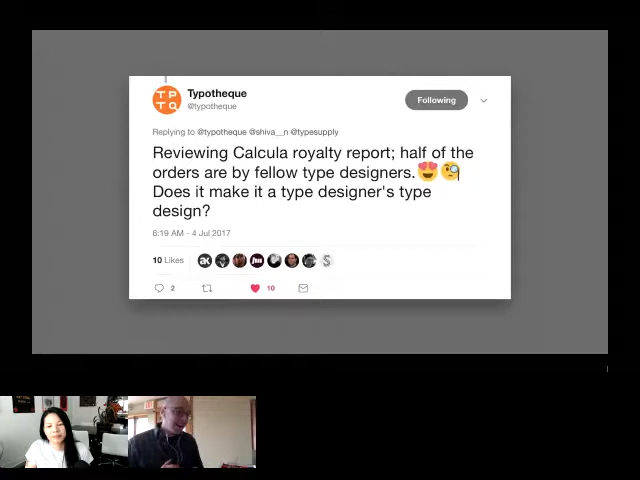 TP
TQ
Typotheque
@typotheque
Following
Replying to @typotheque @shiva__n @typesupply
Reviewing Calcula royalty report; half of the
orders are by fellow type designers.😍🧐
Does it make it a type designer's type
design?
6:19 AM - 4 Jul 2017
10 Likes
2
10